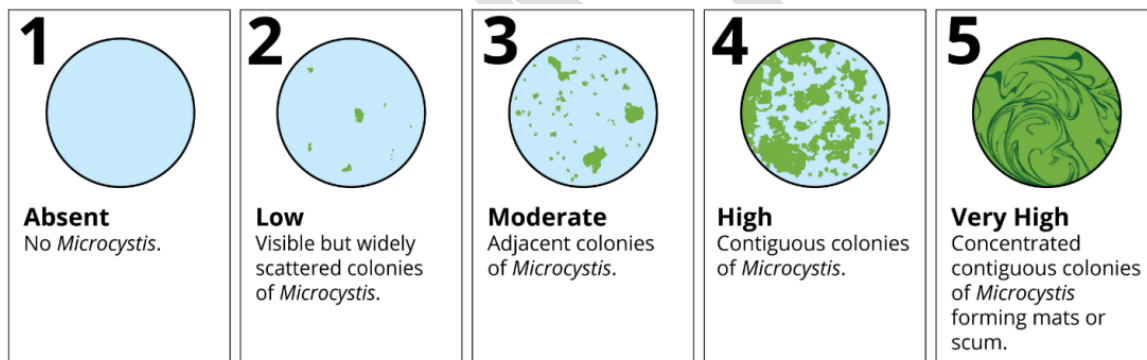 1
Absent
No Microcystis.
2
Low
Visible but widely
scattered colonies
of Microcystis.
3
Moderate
Adjacent colonies
of Microcystis.
4
High
Contiguous colonies
of Microcystis.
5
Very High
Concentrated
contiguous colonies
of Microcystis
forming mats or
scum.